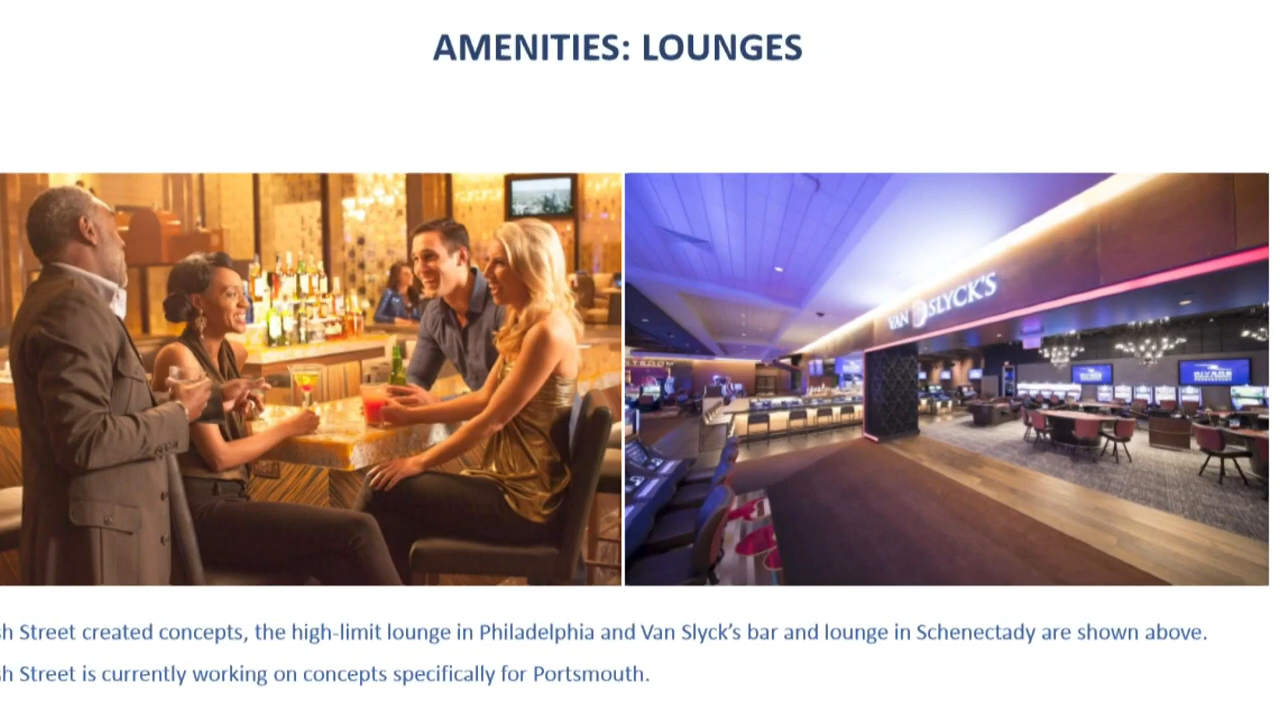 AMENITIES: LOUNGES
VAN SLYCK'S
RIVERS
h Street created concepts, the high-limit lounge in Philadelphia and Van Slyck’s bar and lounge in Schenectady are shown above.
h Street is currently working on concepts specifically for Portsmouth.